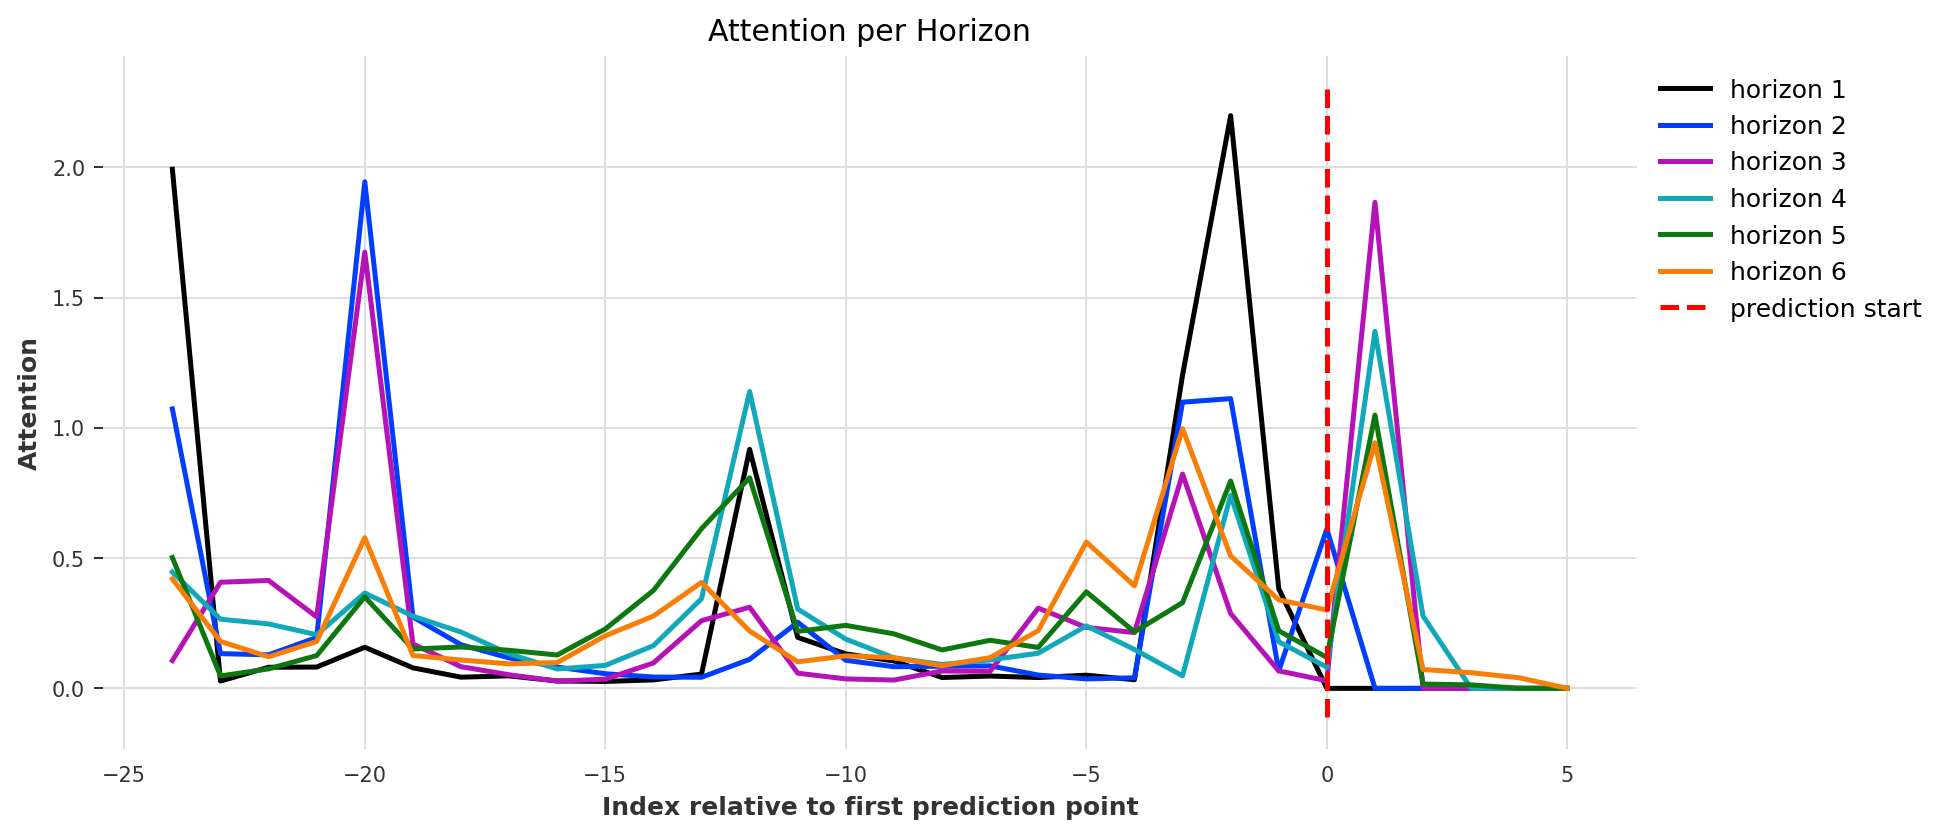 Attention per Horizon
horizon 1
horizon 2
horizon 3
horizon 4
horizon 5
horizon 6
prediction start
Attention
2.0
1.5
1.0
0.5
0.0
−25
−20
−15
−10
−5
0
5
Index relative to first prediction point